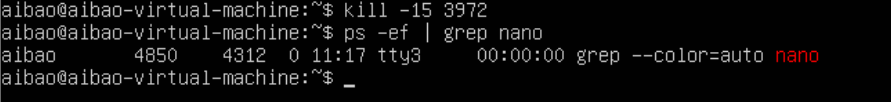 aibao@aibao-virtual-machine:~$ kill -15 3972
aibao@aibao-virtual-machine:~$ ps -ef | grep nano
aibao       4850    4312  0 11:17 tty3     00:00:00 grep --color=auto nano
aibao@aibao-virtual-machine:~$ _